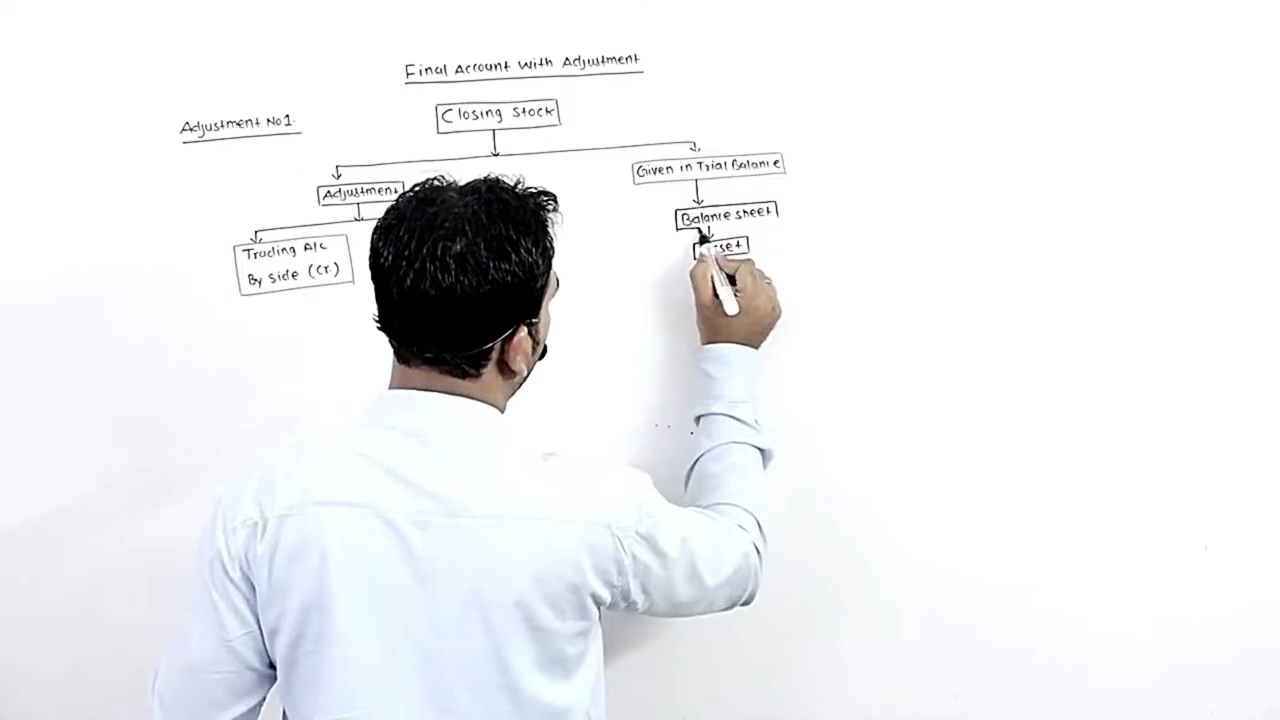 Final Account With Adjustment
Closing Stock
Adjustment No 1.
Given in Trial Balance
Adjustment
Balance sheet
Trading A/c
By side (Cr.)